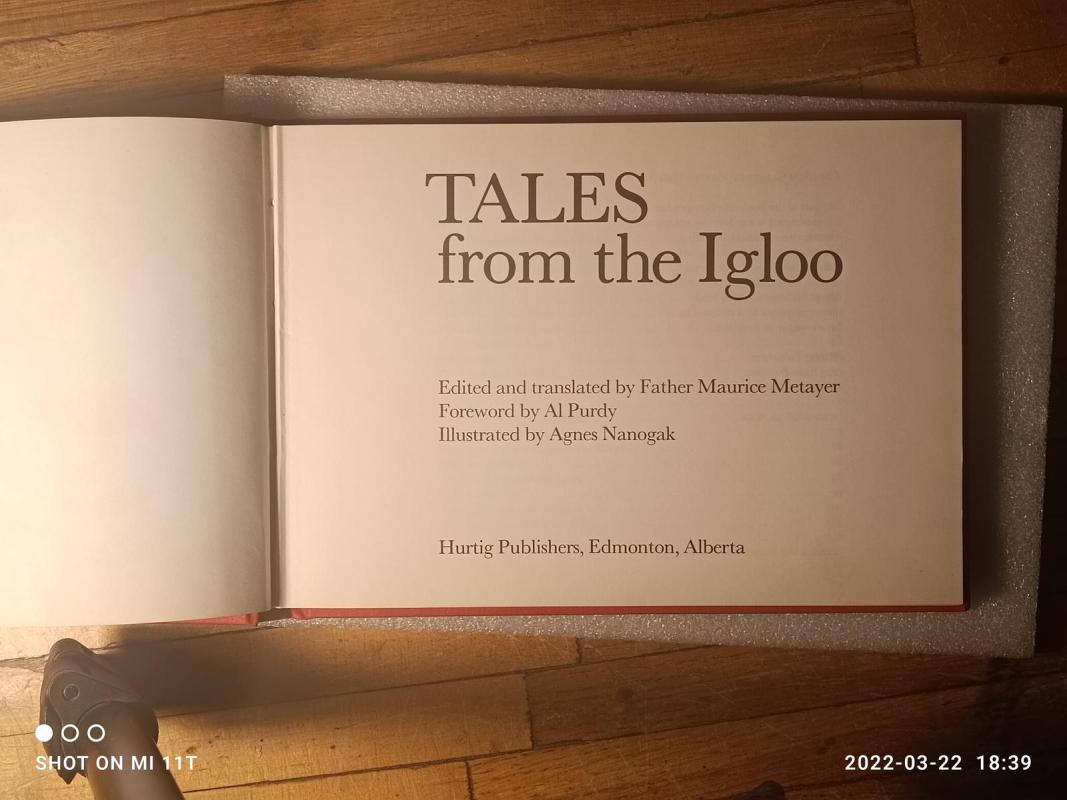 TALES
from the Igloo
Edited and translated by Father Maurice Metayer
Foreword by Al Purdy
Illustrated by Agnes Nanogak
Hurtig Publishers, Edmonton, Alberta
SHOT ON MI 11T
2022-03-22 18:39